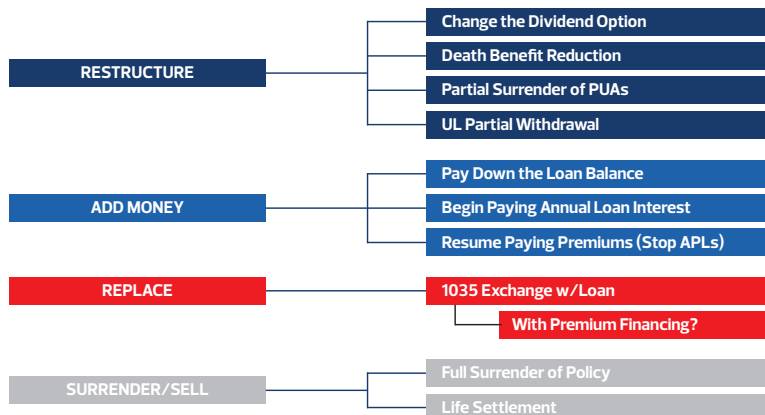 RESTRUCTURE
Change the Dividend Option
Death Benefit Reduction
Partial Surrender of PUAs
UL Partial Withdrawal
ADD MONEY
Pay Down the Loan Balance
Begin Paying Annual Loan Interest
Resume Paying Premiums (Stop APLs)
REPLACE
1035 Exchange w/Loan
With Premium Financing?
SURRENDER/SELL
Full Surrender of Policy
Life Settlement